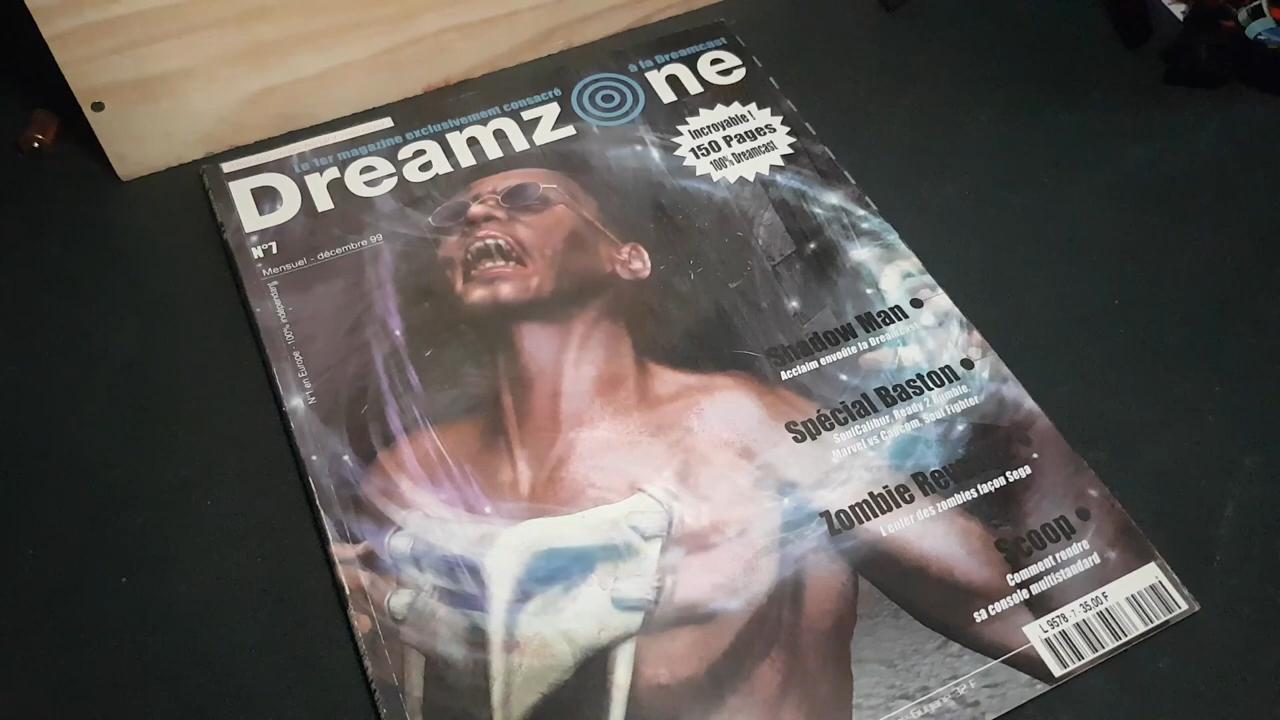 à la Dreamcast
Le 1er magazine exclusivement consacré
Dreamzone
Incroyable !
150 Pages
100% Dreamcast
N°7
Mensuel - décembre 99
N°1 en Europe - 100% indépendant
Shadow Man
Acclaim envoûte la Dreamcast
Spécial Baston
SoulCalibur, Ready 2 Rumble,
Marvel vs Capcom, Soul Fighter
Zombie
L'enfer des zombies façon Sega
Scoop
Comment rendre
sa console multistandard
L 9578 - 7 - 35,00 F